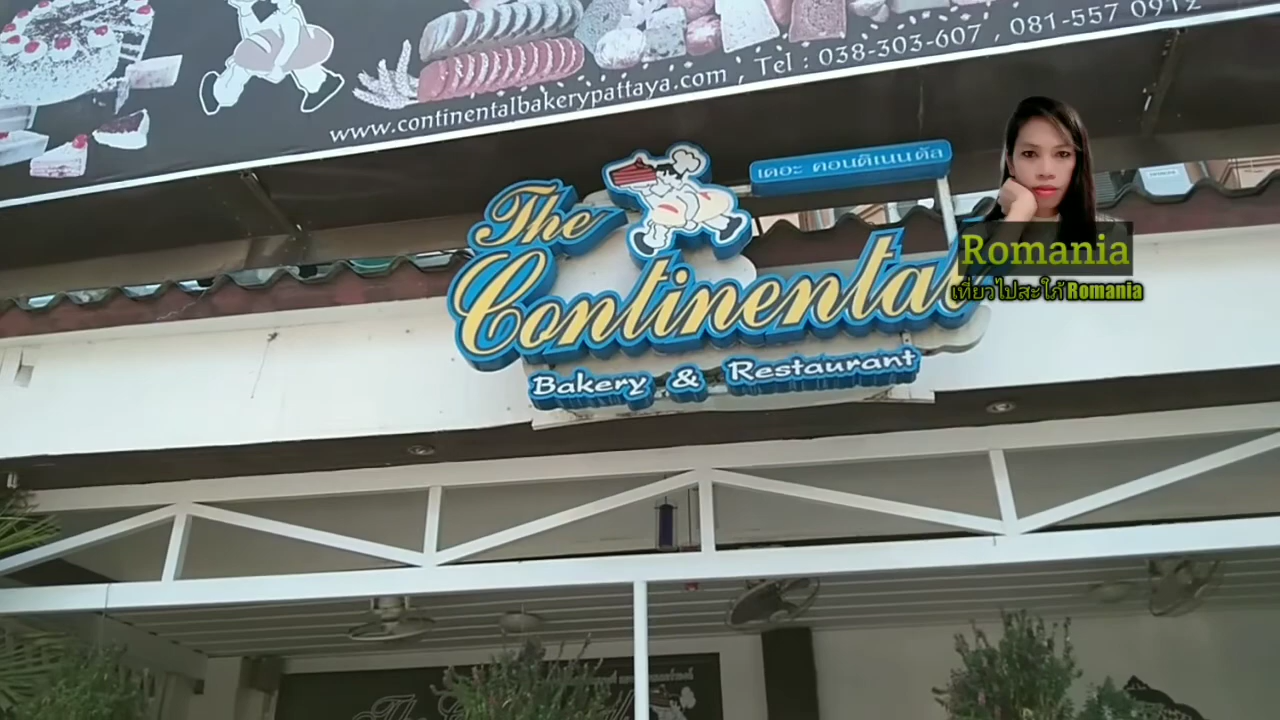 www.continentalbakerypattaya.com , Tel : 038-303-607 , 081-557 0912
เดอะ คอนติเนนตัล
The
Continental
Bakery & Restaurant
Romania
เที่ยวไปสะใภ้Romania